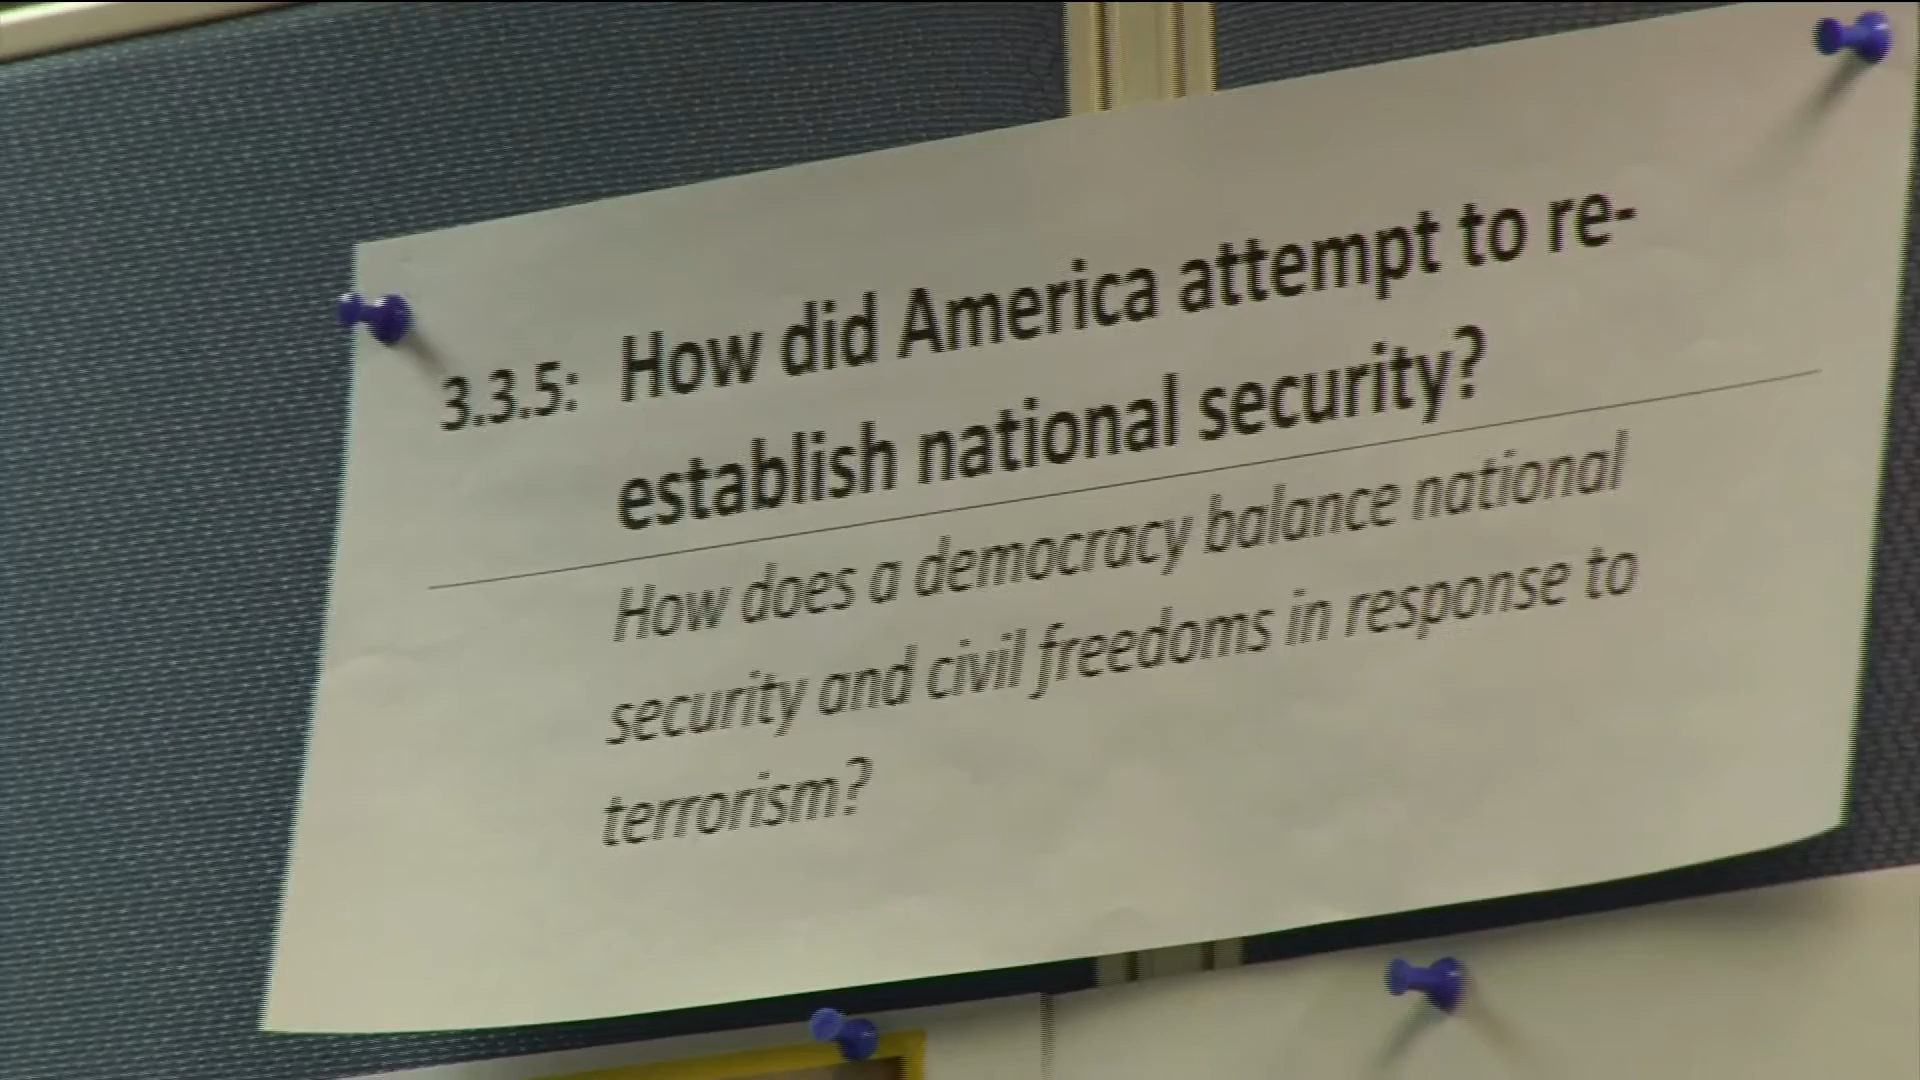 3.3.5: How did America attempt to re-
establish national security?
How does a democracy balance national
security and civil freedoms in response to
terrorism?